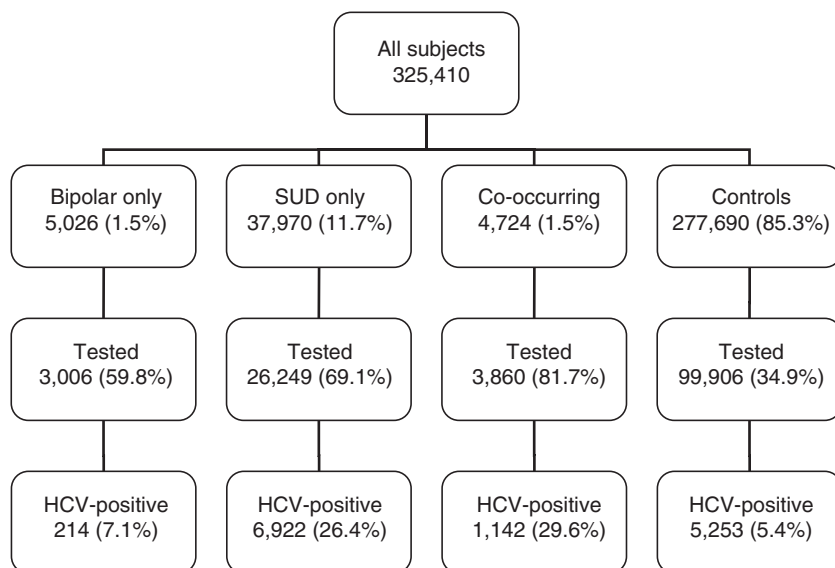 All subjects
325,410
Bipolar only
5,026 (1.5%)
SUD only
37,970 (11.7%)
Co-occurring
4,724 (1.5%)
Controls
277,690 (85.3%)
Tested
3,006 (59.8%)
Tested
26,249 (69.1%)
Tested
3,860 (81.7%)
Tested
99,906 (34.9%)
HCV-positive
214 (7.1%)
HCV-positive
6,922 (26.4%)
HCV-positive
1,142 (29.6%)
HCV-positive
5,253 (5.4%)